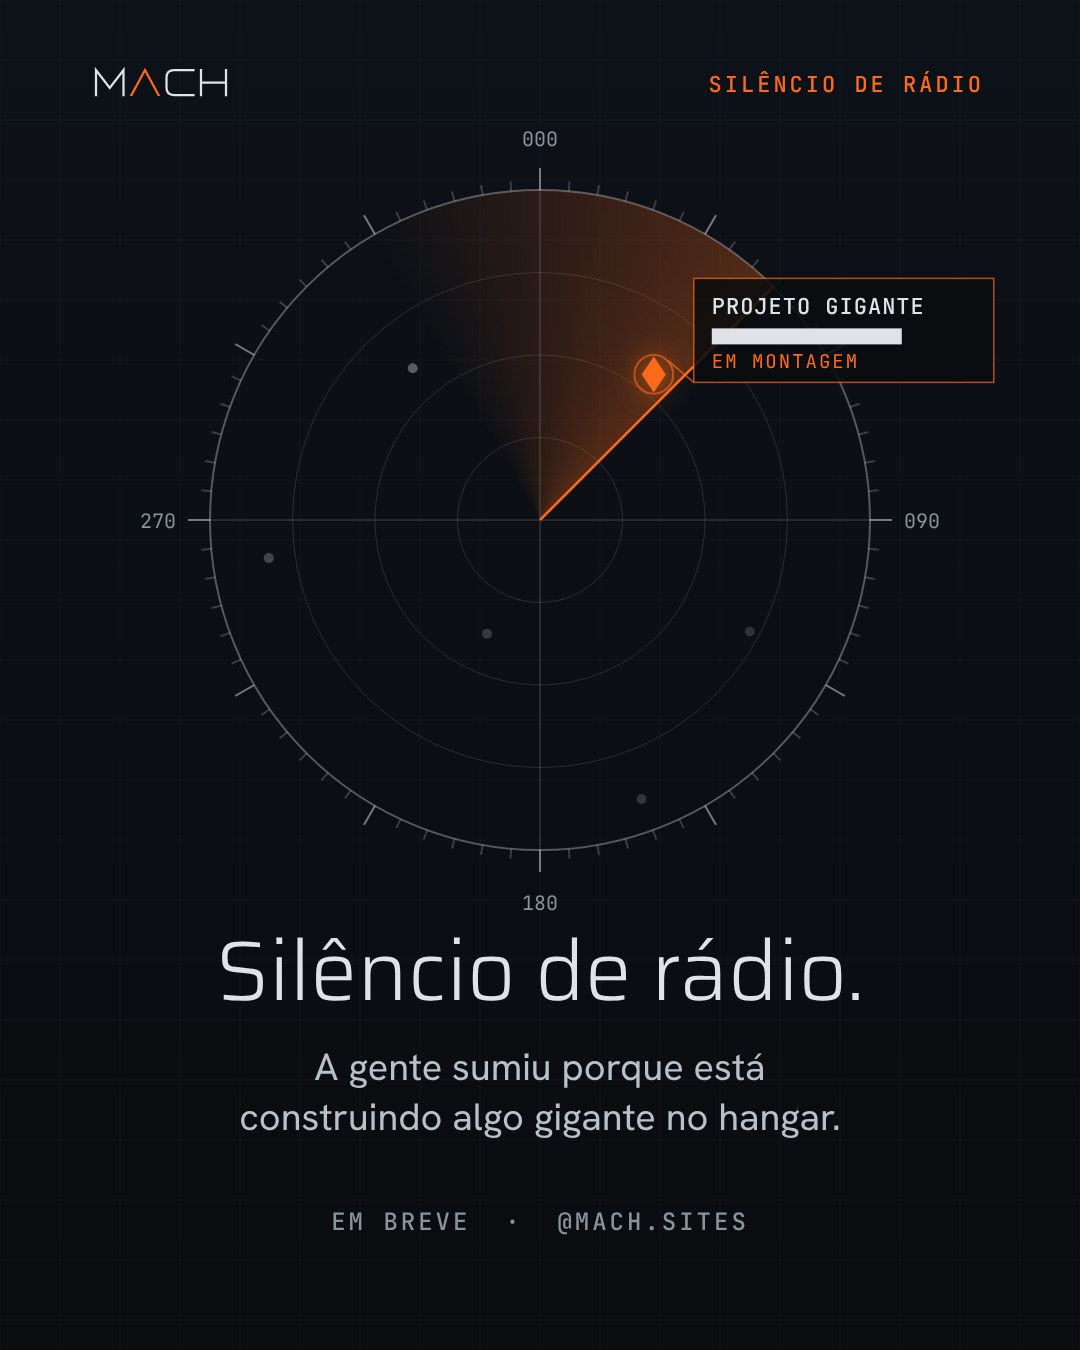 MACH
SILÊNCIO DE RÁDIO
000
PROJETO GIGANTE
EM MONTAGEM
270
090
180
Silêncio de rádio.
A gente sumiu porque está
construindo algo gigante no hangar.
EM BREVE · @MACH.SITES